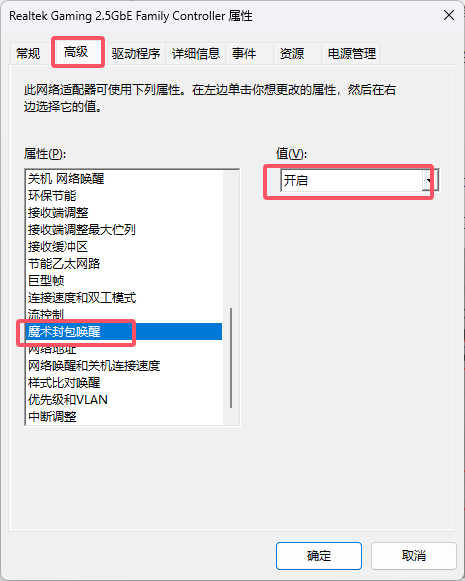 Realtek Gaming 2.5GbE Family Controller 属性
常规 高级 驱动程序 详细信息 事件 资源 电源管理
此网络适配器可使用下列属性。在左边单击你想更改的属性，然后在右
边选择它的值。
属性(P):
值(V):
关机 网络唤醒
开启
环保节能
接收端调整
接收端调整最大伫列
接收缓冲区
节能乙太网路
巨型帧
连接速度和双工模式
流控制
魔术封包唤醒
网络地址
网络唤醒和关机连接速度
样式比对唤醒
优先级和VLAN
中断调整
确定 取消